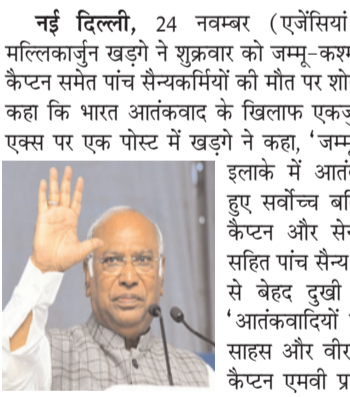 नई दिल्ली, 24 नवम्बर (एजेंसियां
मल्लिकार्जुन खड़गे ने शुक्रवार को जम्मू-कश्म
कैप्टन समेत पांच सैन्यकर्मियों की मौत पर शो
कहा कि भारत आतंकवाद के खिलाफ एकजु
एक्स पर एक पोस्ट में खड़गे ने कहा, ‘जम्मू
इलाके में आतं
हुए सर्वोच्च बलि
कैप्टन और सेन
सहित पांच सैन्य
से बेहद दुखी
‘आतंकवादियों
साहस और वीर
कैप्टन एमवी प्र